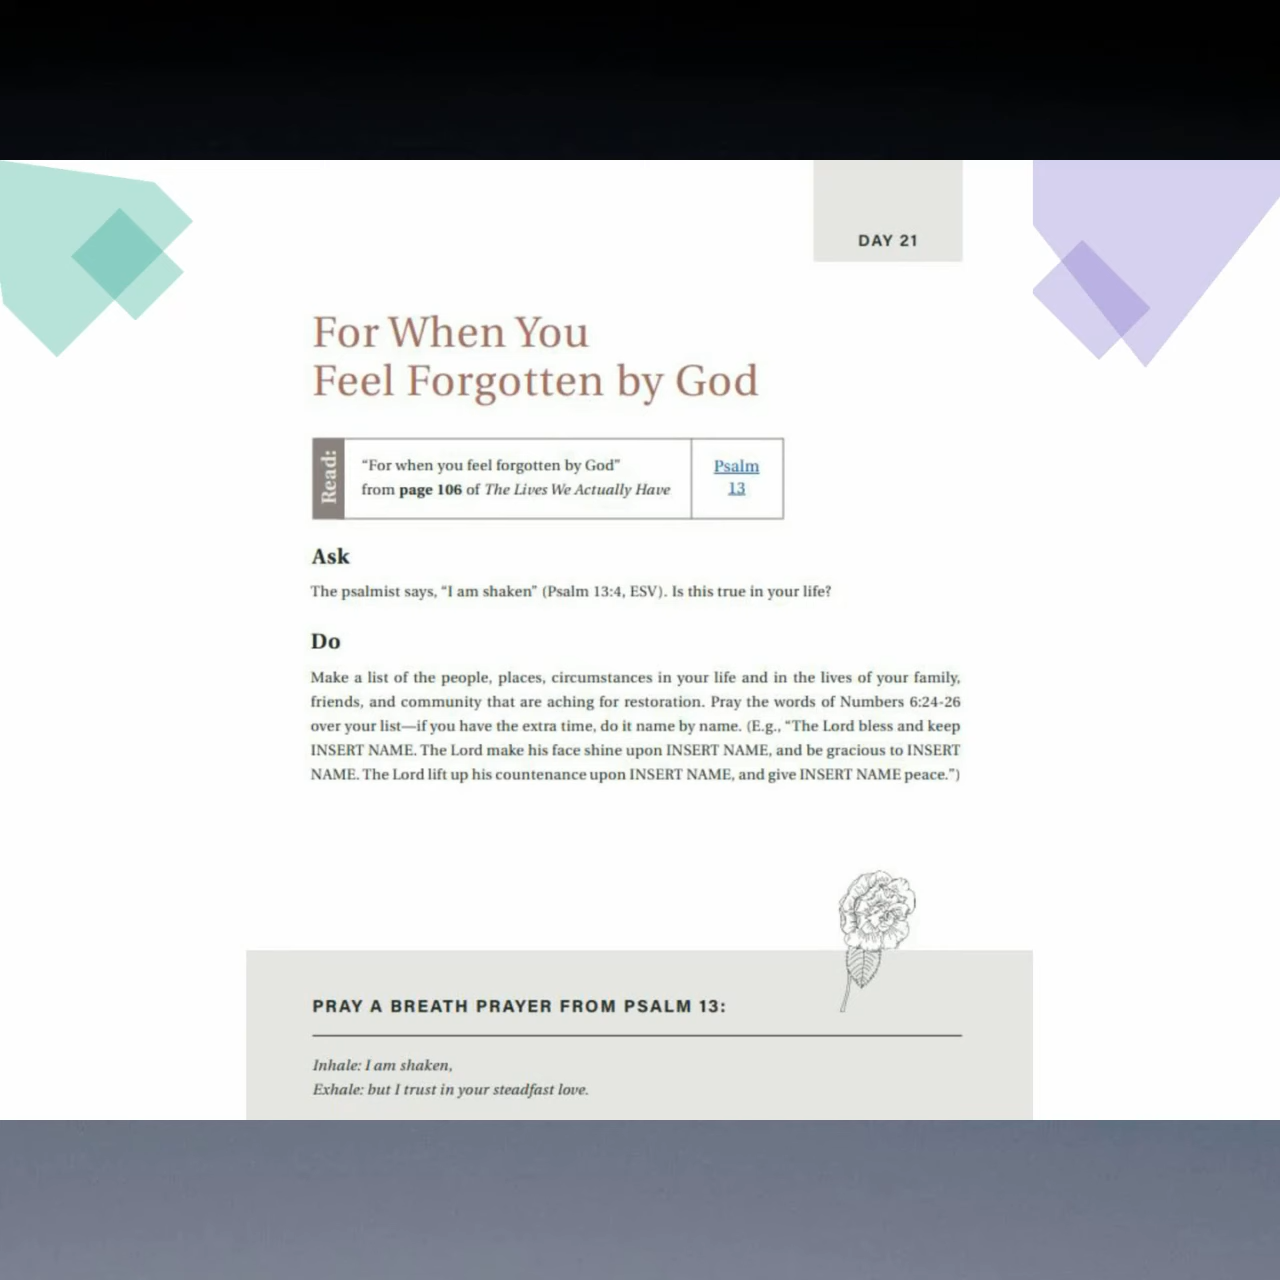 DAY 21
For When You
Feel Forgotten by God
Read:
“For when you feel forgotten by God”
from page 106 of The Lives We Actually Have
Psalm
13
Ask
The psalmist says, “I am shaken” (Psalm 13:4, ESV). Is this true in your life?
Do
Make a list of the people, places, circumstances in your life and in the lives of your family,
friends, and community that are aching for restoration. Pray the words of Numbers 6:24-26
over your list—if you have the extra time, do it name by name. (E.g., “The Lord bless and keep
INSERT NAME. The Lord make his face shine upon INSERT NAME, and be gracious to INSERT
NAME. The Lord lift up his countenance upon INSERT NAME, and give INSERT NAME peace.”)
PRAY A BREATH PRAYER FROM PSALM 13:
Inhale: I am shaken,
Exhale: but I trust in your steadfast love.